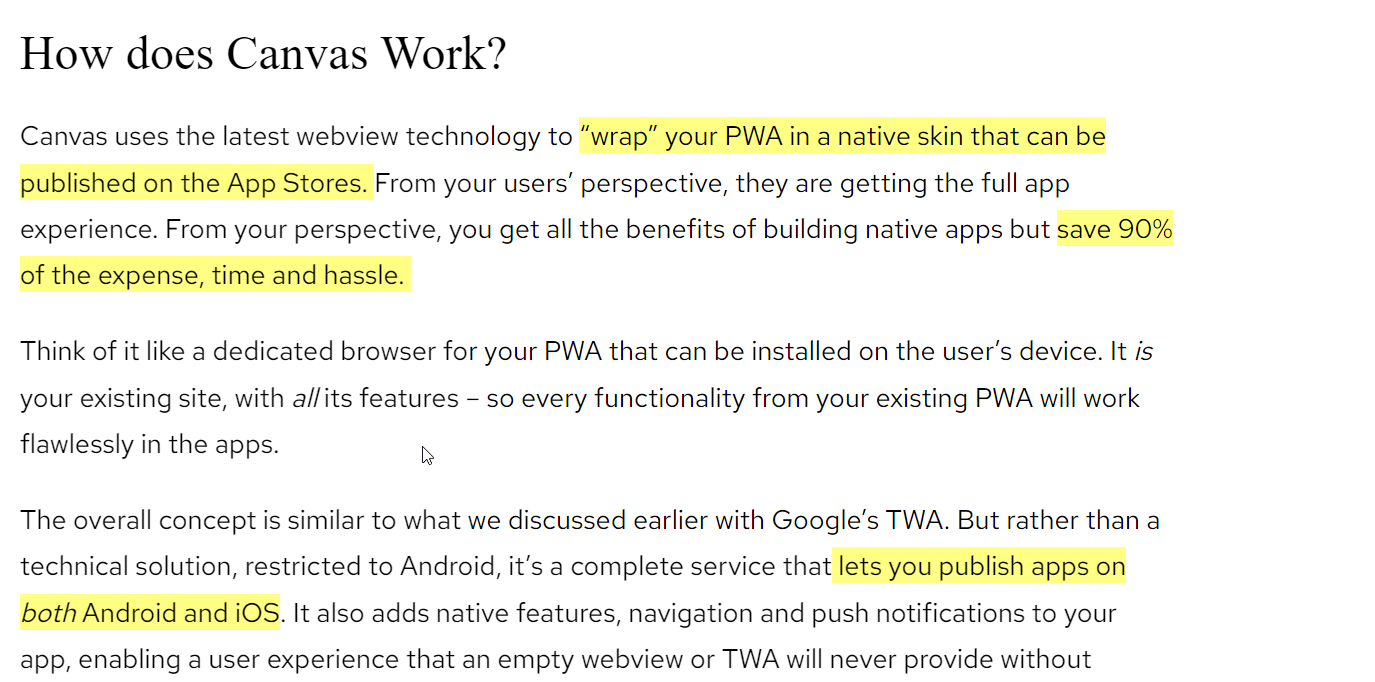 How does Canvas Work?
Canvas uses the latest webview technology to “wrap” your PWA in a native skin that can be
published on the App Stores. From your users’ perspective, they are getting the full app
experience. From your perspective, you get all the benefits of building native apps but save 90%
of the expense, time and hassle.
Think of it like a dedicated browser for your PWA that can be installed on the user’s device. It is
your existing site, with all its features – so every functionality from your existing PWA will work
flawlessly in the apps.
The overall concept is similar to what we discussed earlier with Google’s TWA. But rather than a
technical solution, restricted to Android, it’s a complete service that lets you publish apps on
both Android and iOS. It also adds native features, navigation and push notifications to your
app, enabling a user experience that an empty webview or TWA will never provide without